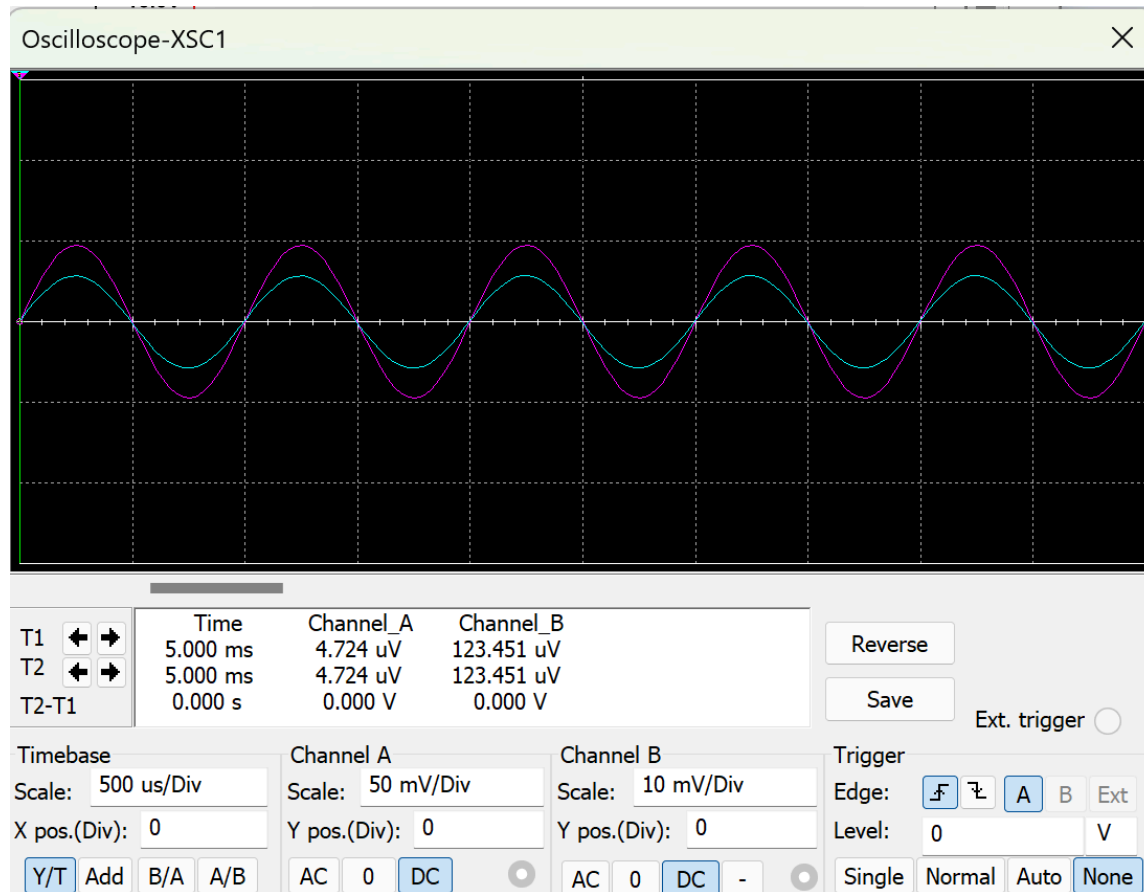 Oscilloscope-XSC1
Time Channel_A Channel_B
T1 5.000 ms 4.724 uV 123.451 uV
T2 5.000 ms 4.724 uV 123.451 uV
T2-T1 0.000 s 0.000 V 0.000 V
Reverse
Save
Ext. trigger
Timebase Channel A Channel B Trigger
Scale: 500 us/Div Scale: 50 mV/Div Scale: 10 mV/Div Edge: A B Ext
X pos.(Div): 0 Y pos.(Div): 0 Y pos.(Div): 0 Level: 0 V
Y/T Add B/A A/B AC 0 DC AC 0 DC - Single Normal Auto None